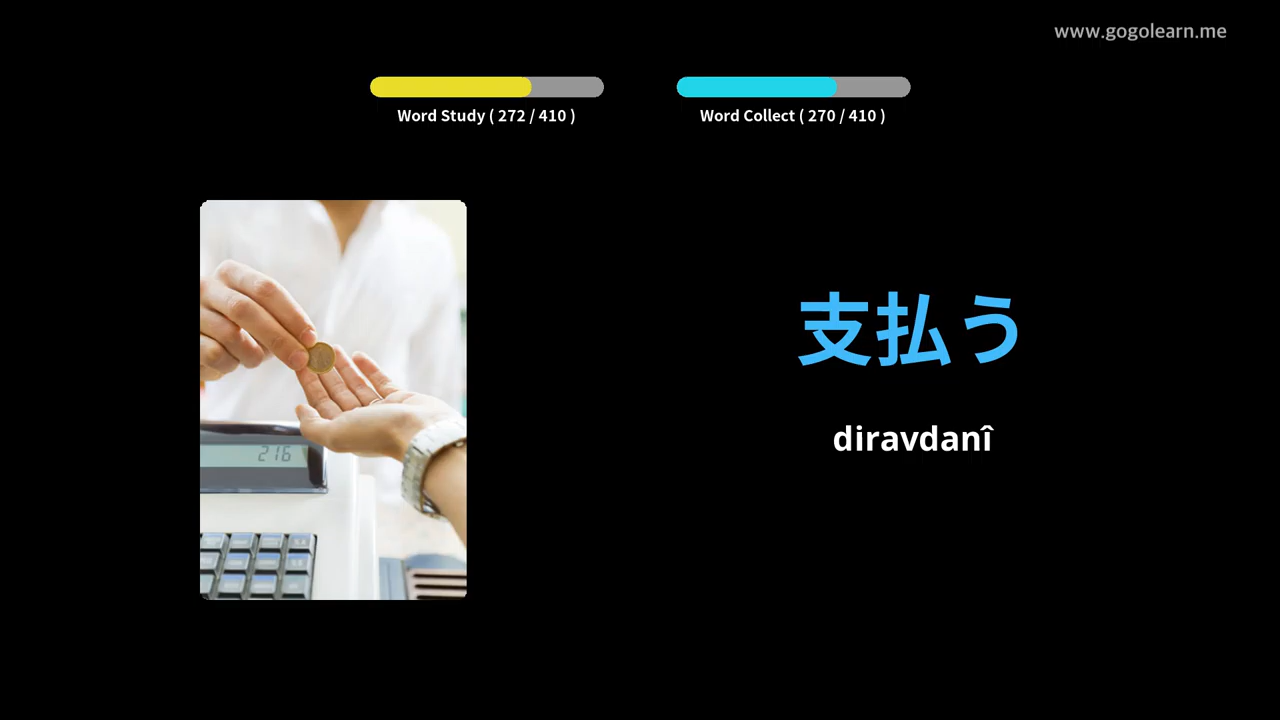 www.gogolearn.me
Word Study ( 272 / 410 )
Word Collect ( 270 / 410 )
216
支払う
diravdanî